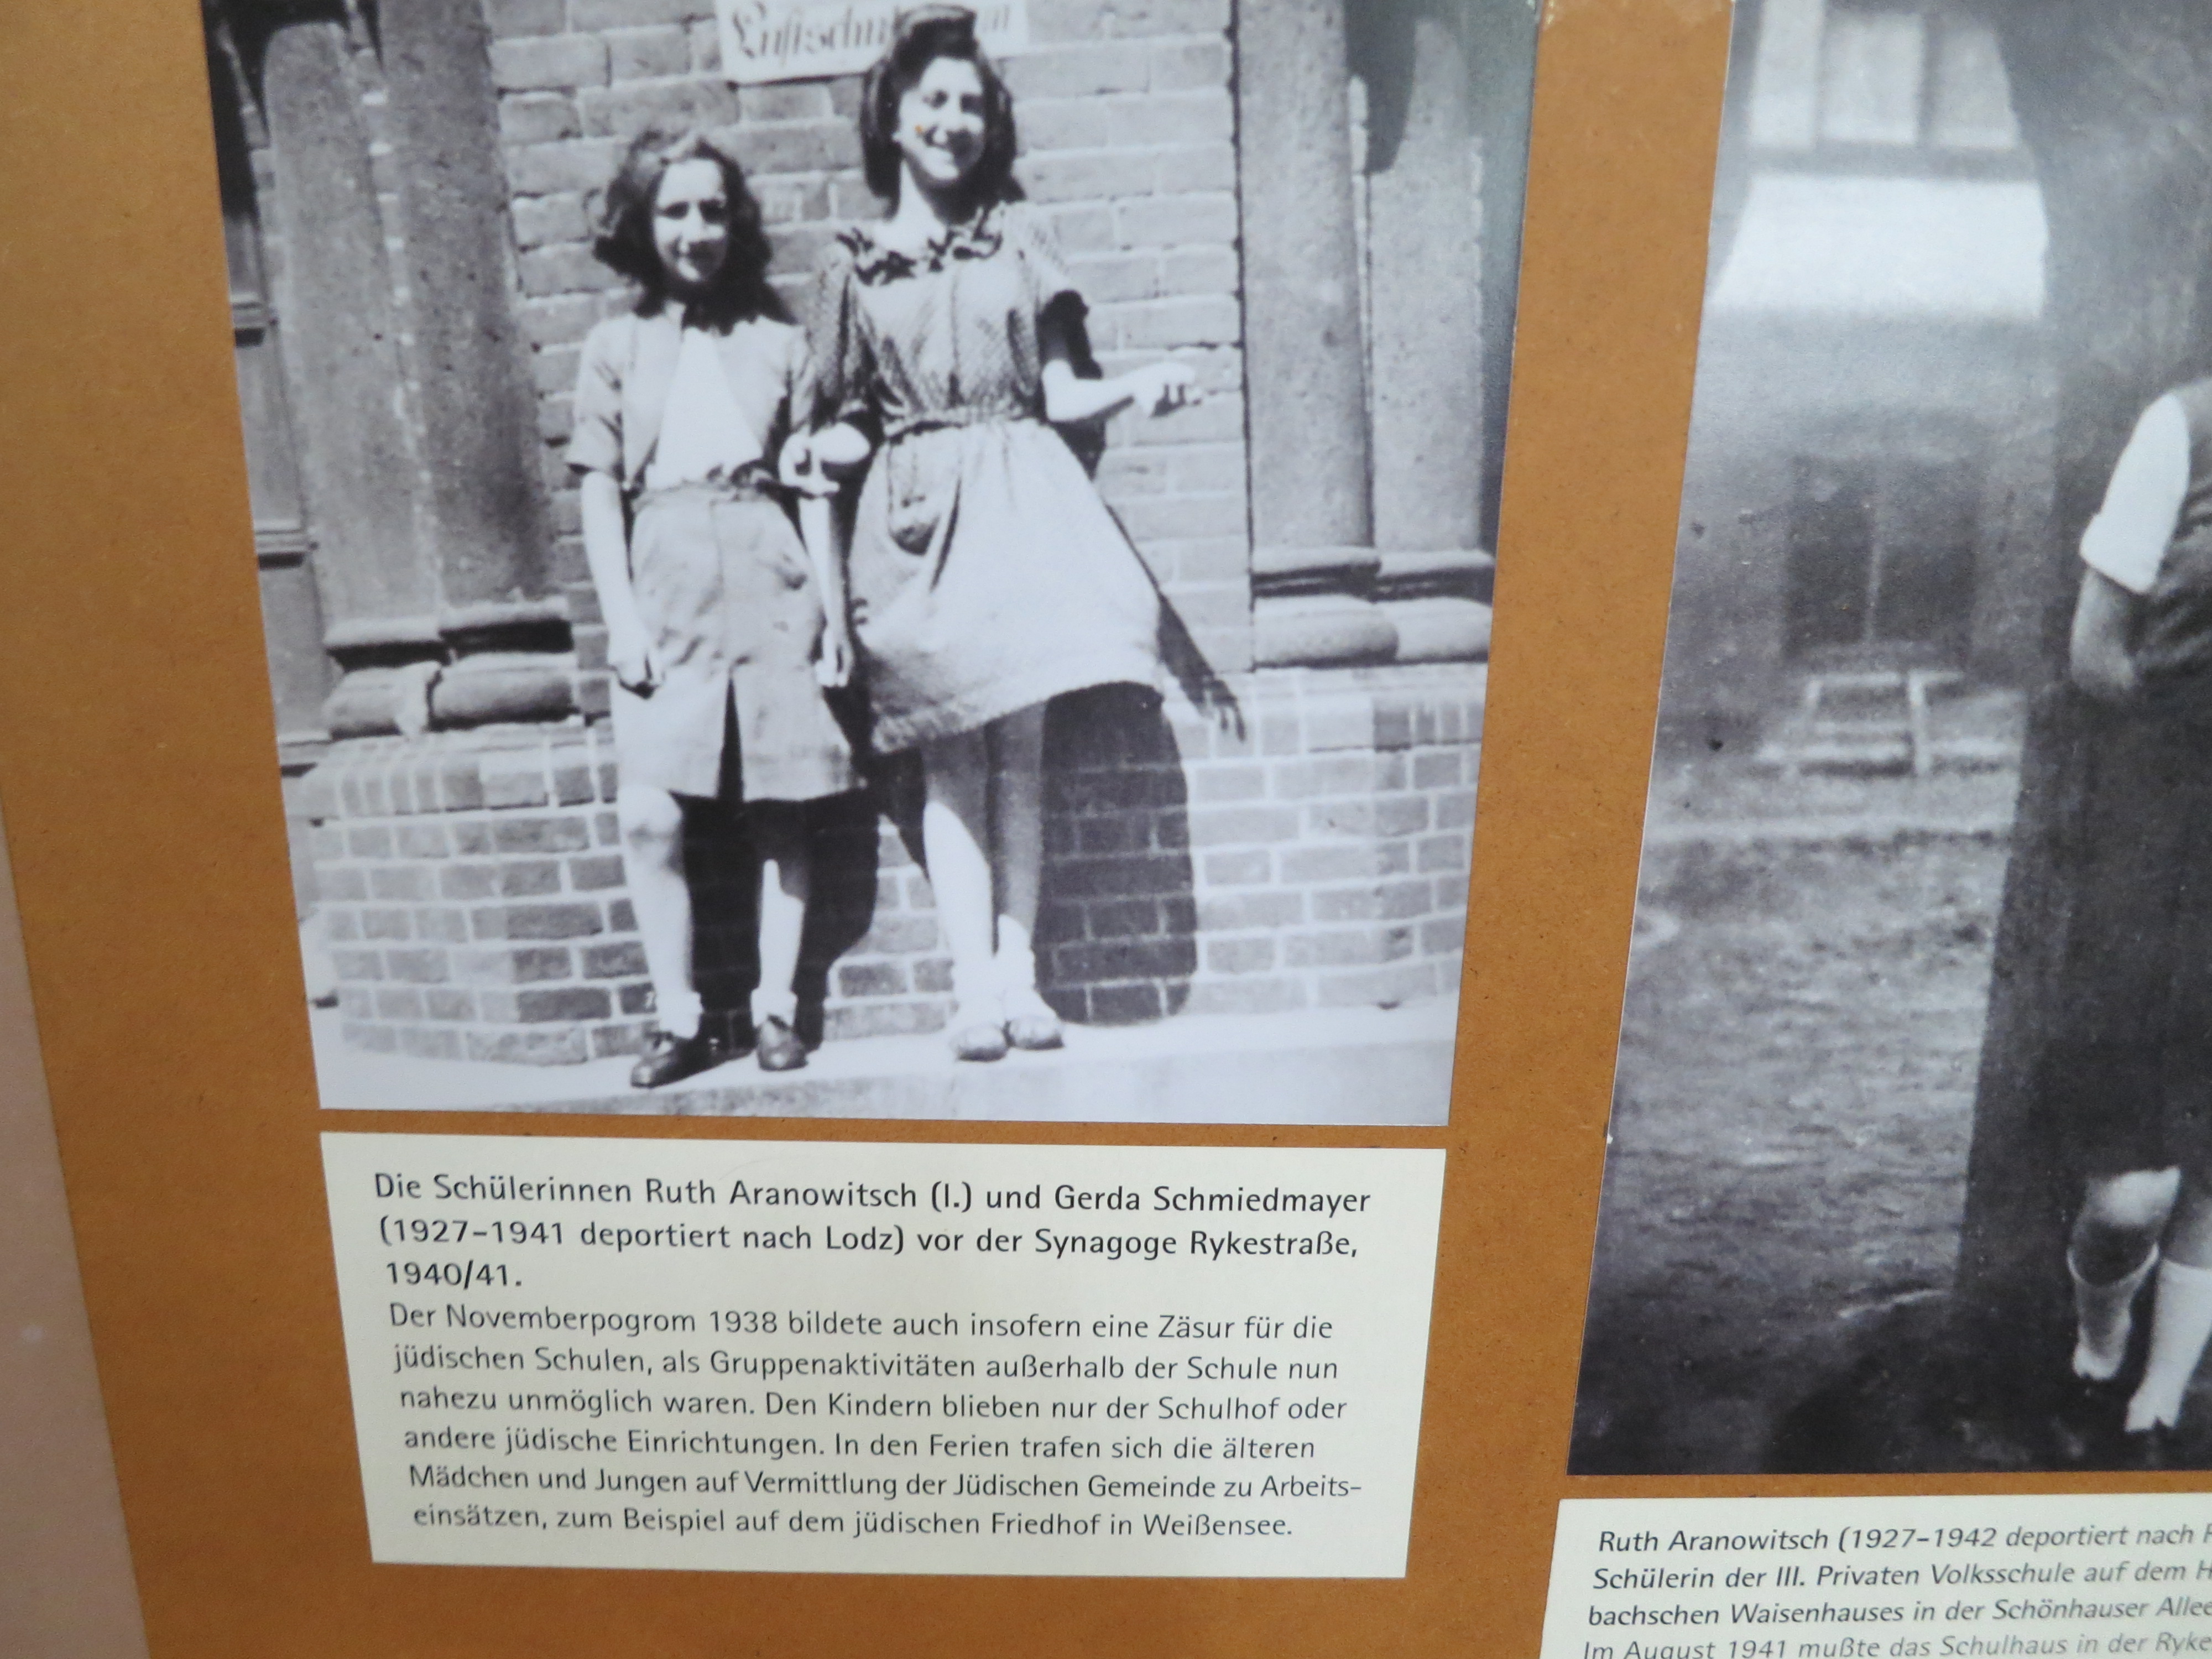 Die Schülerinnen Ruth Aranowitsch (l.) und Gerda Schmiedmayer
(1927–1941 deportiert nach Lodz) vor der Synagoge Rykestraße,
1940/41.
Der Novemberpogrom 1938 bildete auch insofern eine Zäsur für die
jüdischen Schulen, als Gruppenaktivitäten außerhalb der Schule nun
nahezu unmöglich waren. Den Kindern blieben nur der Schulhof oder
andere jüdische Einrichtungen. In den Ferien trafen sich die älteren
Mädchen und Jungen auf Vermittlung der Jüdischen Gemeinde zu Arbeits-
einsätzen, zum Beispiel auf dem jüdischen Friedhof in Weißensee.
Ruth Aranowitsch (1927–1942 deportiert nach
Schülerin der III. Privaten Volksschule auf dem
bachschen Waisenhauses in der Schönhauser Allee
Im August 1941 mußte das Schulhaus in der